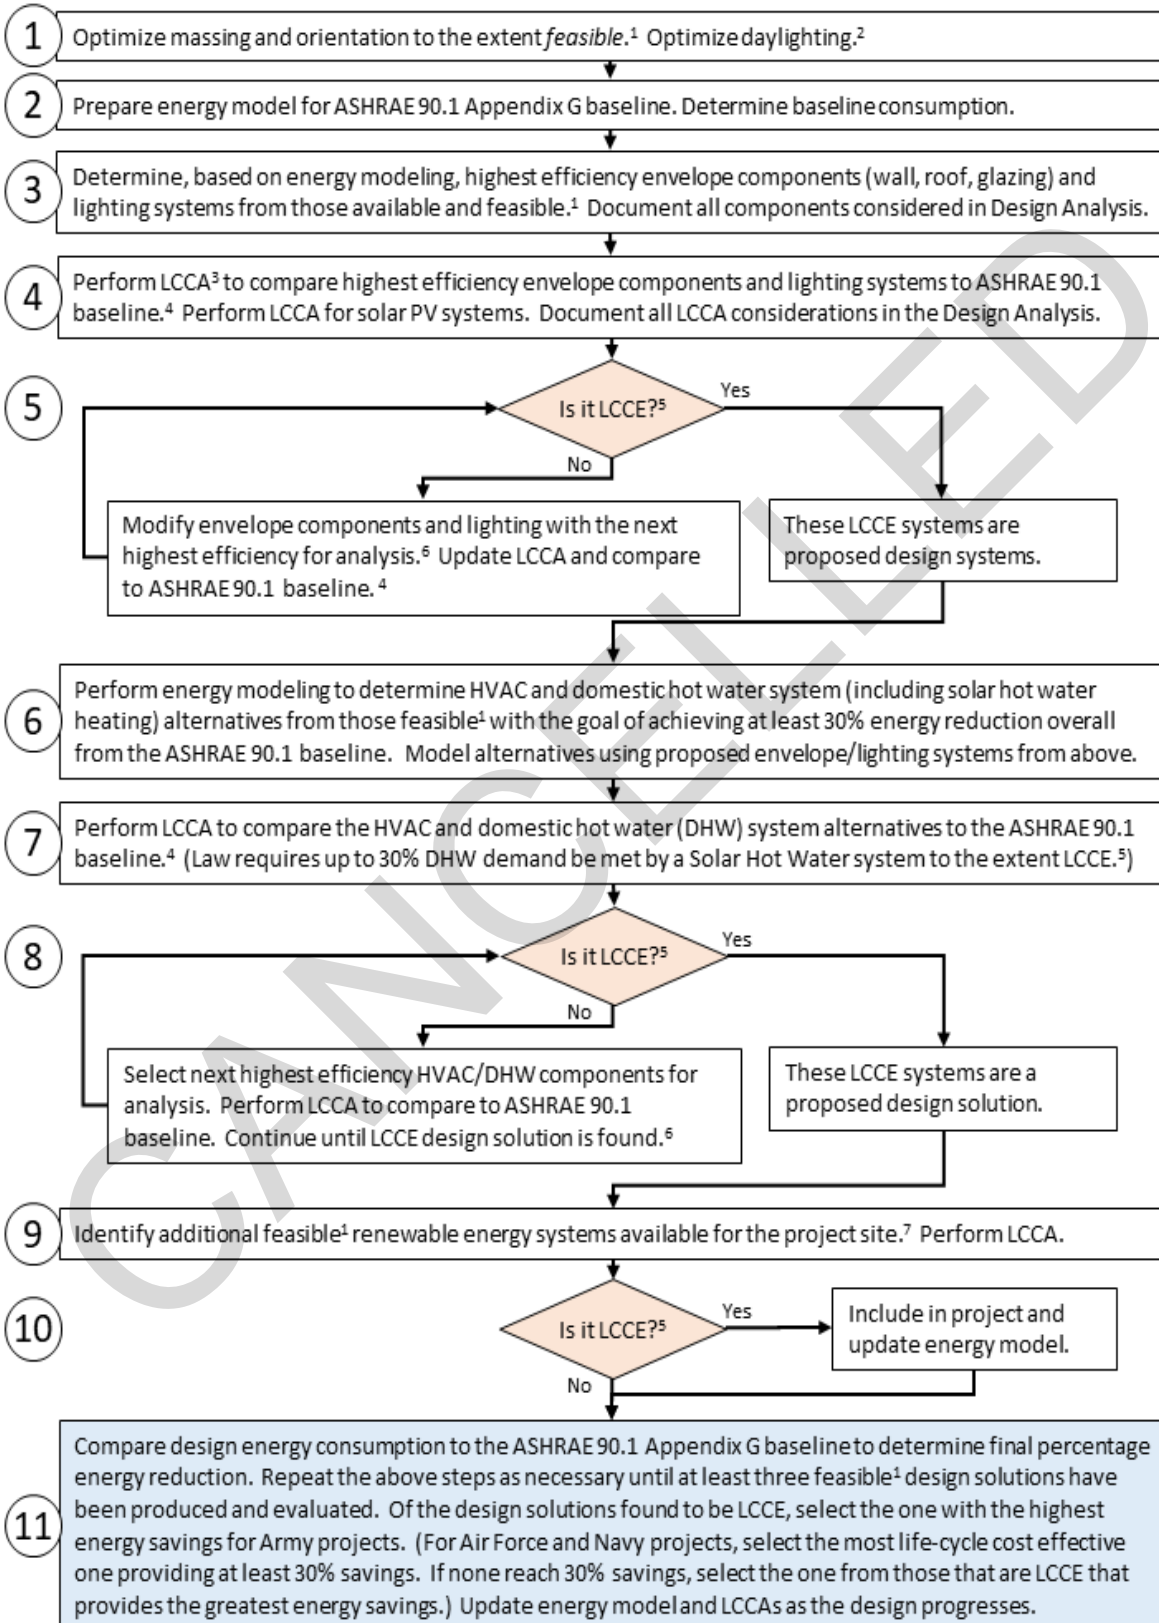 1
Optimize massing and orientation to the extent feasible.¹ Optimize daylighting.²
2
Prepare energy model for ASHRAE 90.1 Appendix G baseline. Determine baseline consumption.
3
Determine, based on energy modeling, highest efficiency envelope components (wall, roof, glazing) and
lighting systems from those available and feasible.¹ Document all components considered in Design Analysis.
4
Perform LCCA³ to compare highest efficiency envelope components and lighting systems to ASHRAE 90.1
baseline.⁴ Perform LCCA for solar PV systems. Document all LCCA considerations in the Design Analysis.
5
Is it LCCE?⁵
Yes
No
Modify envelope components and lighting with the next
highest efficiency for analysis.⁶ Update LCCA and compare
to ASHRAE 90.1 baseline.⁴
These LCCE systems are
proposed design systems.
6
Perform energy modeling to determine HVAC and domestic hot water system (including solar hot water
heating) alternatives from those feasible¹ with the goal of achieving at least 30% energy reduction overall
from the ASHRAE 90.1 baseline. Model alternatives using proposed envelope/lighting systems from above.
7
Perform LCCA to compare the HVAC and domestic hot water (DHW) system alternatives to the ASHRAE 90.1
baseline.⁴ (Law requires up to 30% DHW demand be met by a Solar Hot Water system to the extent LCCE.⁵)
8
Is it LCCE?⁵
Yes
No
Select next highest efficiency HVAC/DHW components for
analysis. Perform LCCA to compare to ASHRAE 90.1
baseline. Continue until LCCE design solution is found.⁶
These LCCE systems are a
proposed design solution.
9
Identify additional feasible¹ renewable energy systems available for the project site.⁷ Perform LCCA.
10
Is it LCCE?⁵
Yes
No
Include in project and
update energy model.
11
Compare design energy consumption to the ASHRAE 90.1 Appendix G baseline to determine final percentage
energy reduction. Repeat the above steps as necessary until at least three feasible¹ design solutions have
been produced and evaluated. Of the design solutions found to be LCCE, select the one with the highest
energy savings for Army projects. (For Air Force and Navy projects, select the most life-cycle cost effective
one providing at least 30% savings. If none reach 30% savings, select the one from those that are LCCE that
provides the greatest energy savings.) Update energy model and LCCAs as the design progresses.
CANCELLED